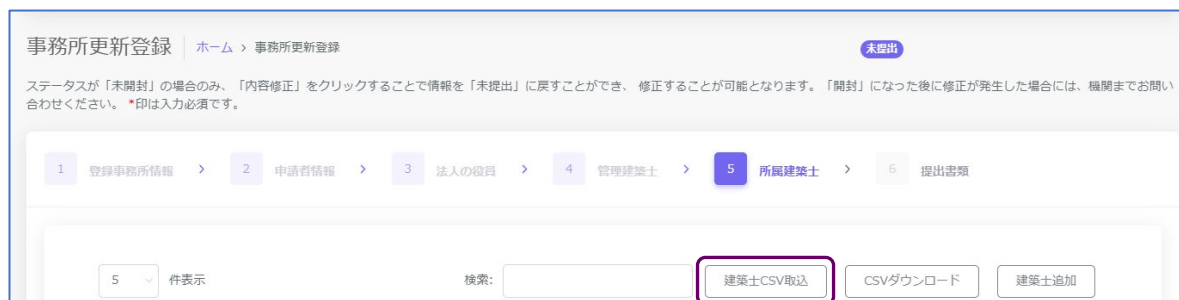 事務所更新登録 ホーム > 事務所更新登録 未提出
ステータスが「未開封」の場合のみ、「内容修正」をクリックすることで情報を「未提出」に戻すことができ、 修正することが可能となります。「開封」になった後に修正が発生した場合には、機関までお問い
合わせください。 *印は入力必須です。
1 登録事務所情報 > 2 申請者情報 > 3 法人の役員 > 4 管理建築士 > 5 所属建築士 > 6 提出書類
5 件表示 検索: 建築士CSV取込 CSVダウンロード 建築士追加